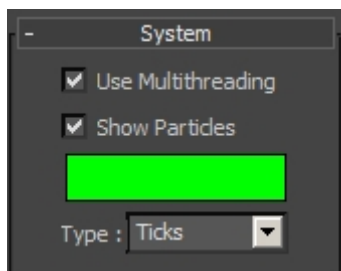 - System
Use Multithreading
Show Particles
Type : Ticks